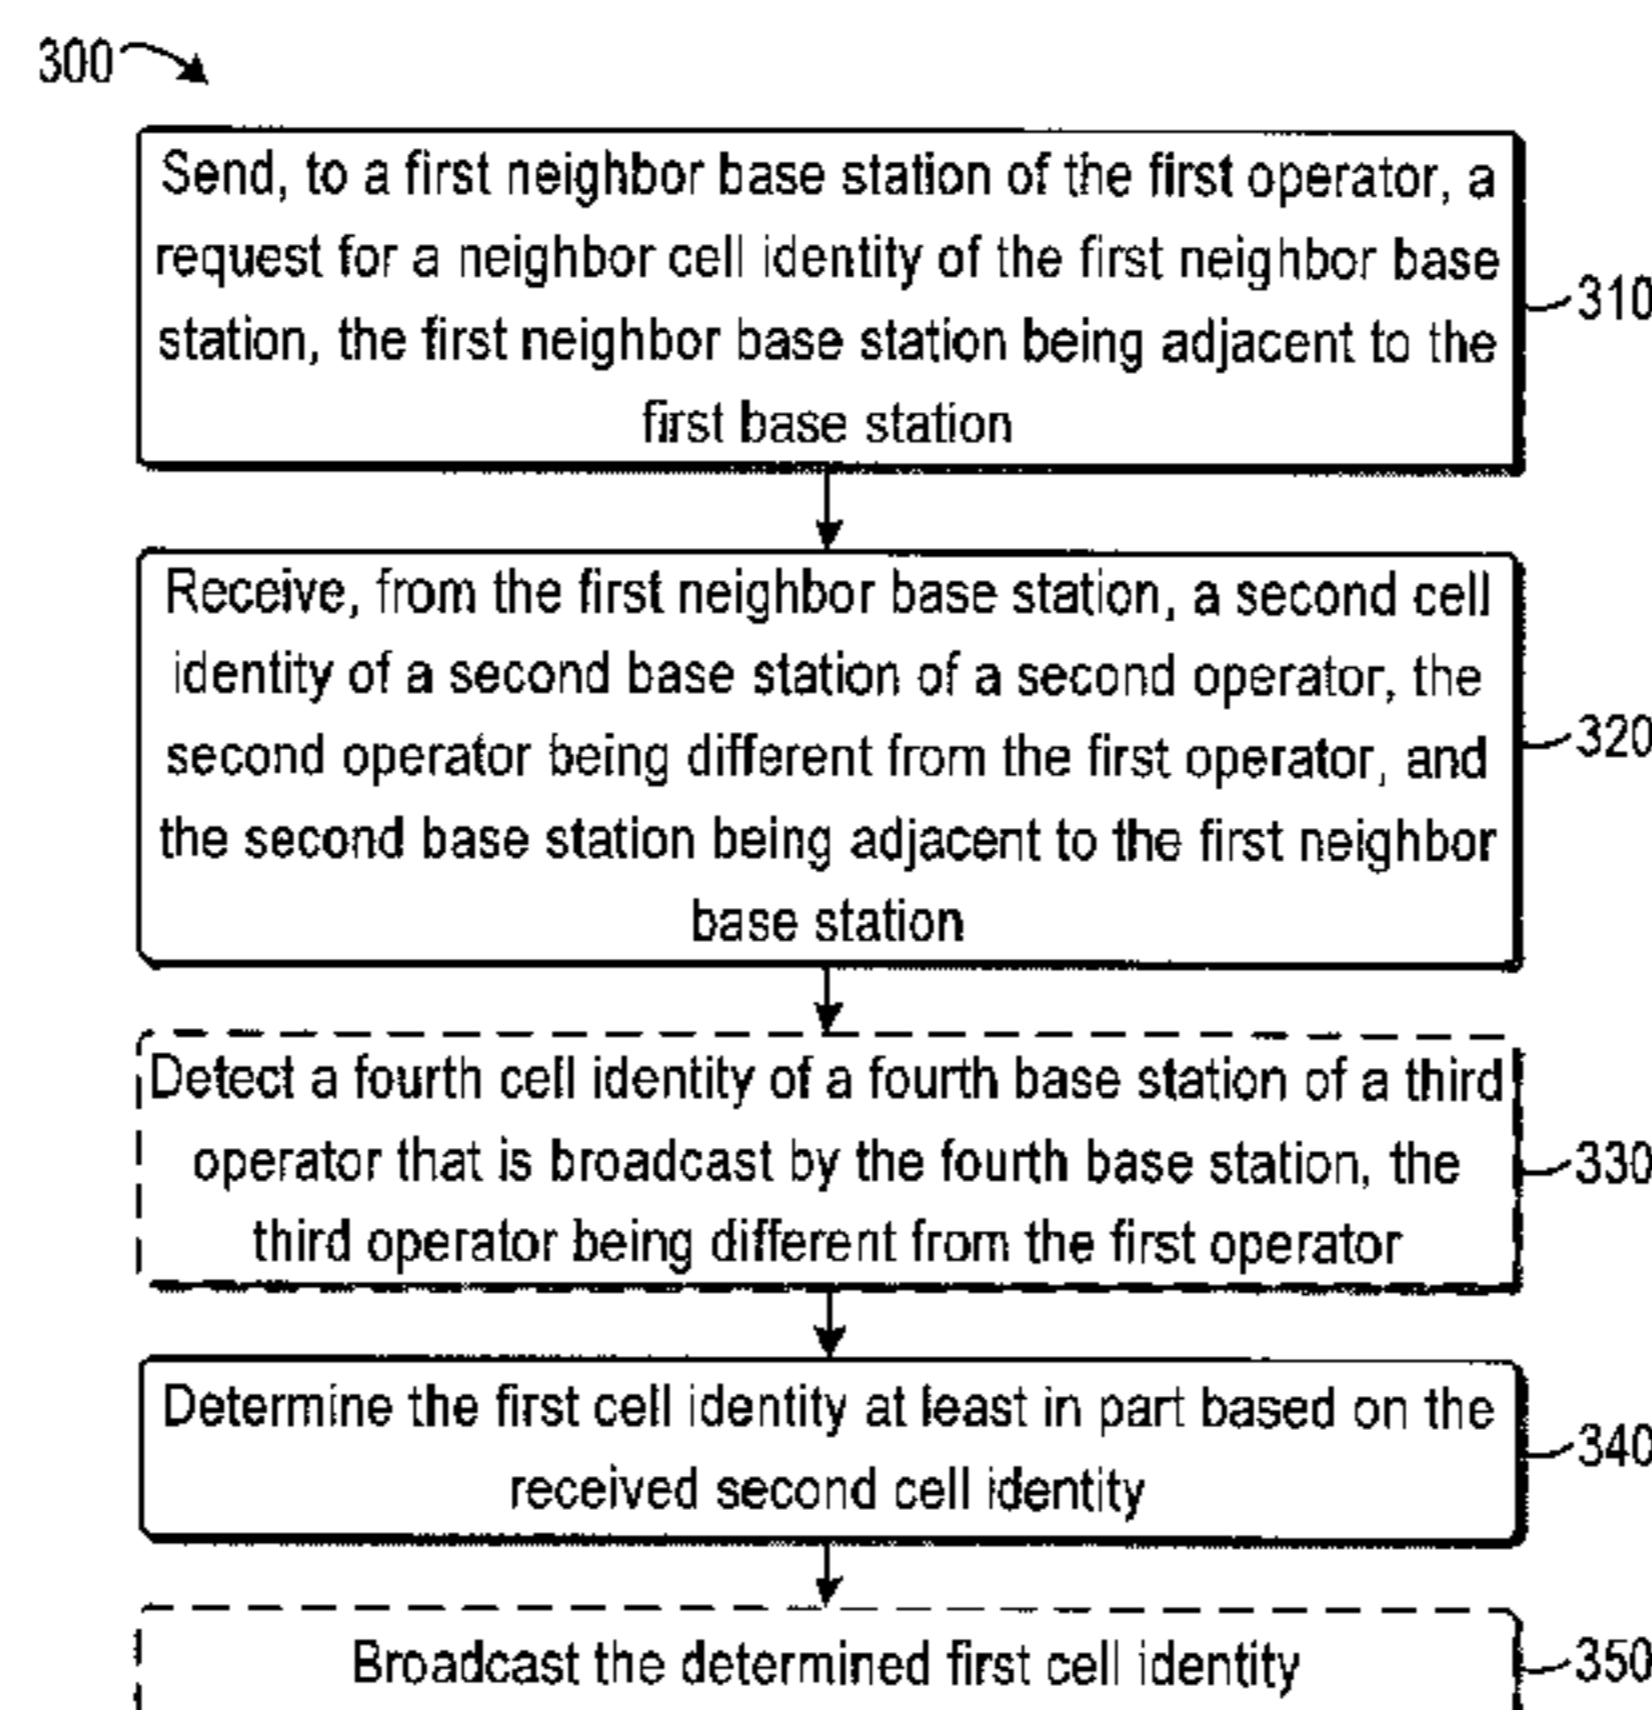 300
Send, to a first neighbor base station of the first operator, a
request for a neighbor cell identity of the first neighbor base
station, the first neighbor base station being adjacent to the
first base station
310
Receive, from the first neighbor base station, a second cell
identity of a second base station of a second operator, the
second operator being different from the first operator, and
the second base station being adjacent to the first neighbor
base station
320
Detect a fourth cell identity of a fourth base station of a third
operator that is broadcast by the fourth base station, the
third operator being different from the first operator
330
Determine the first cell identity at least in part based on the
received second cell identity
340
Broadcast the determined first cell identity
350